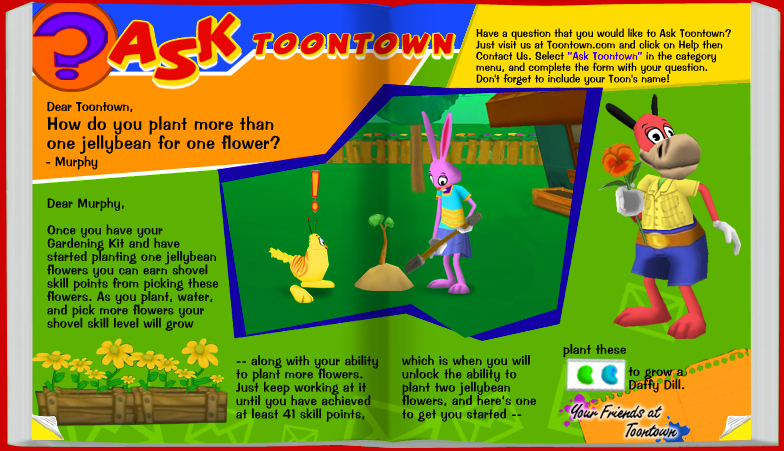 ?
ASK TOONTOWN
Have a question that you would like to Ask Toontown?
Just visit us at Toontown.com and click on Help then
Contact Us. Select "Ask Toontown" in the category
menu, and complete the form with your question.
Don't forget to include your Toon's name!
Dear Toontown,
How do you plant more than
one jellybean for one flower?
- Murphy
Dear Murphy,
Once you have your
Gardening Kit and have
started planting one jellybean
flowers you can earn shovel
skill points from picking these
flowers. As you plant, water,
and pick more flowers your
shovel skill level will grow
!
-- along with your ability
to plant more flowers.
Just keep working at it
until you have achieved
at least 41 skill points,
which is when you will
unlock the ability to
plant two jellybean
flowers, and here's one
to get you started --
plant these
to grow a
Daffy Dill.
Your Friends at
Toontown